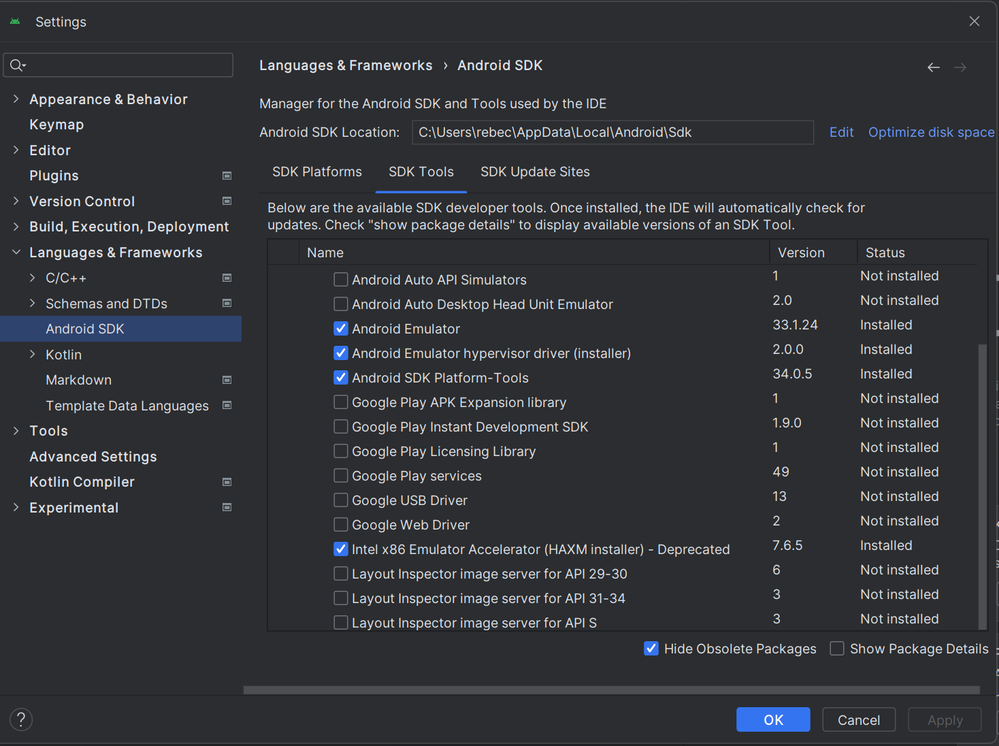 Settings
Languages & Frameworks › Android SDK
Appearance & Behavior
Keymap
Editor
Plugins
Version Control
Build, Execution, Deployment
Languages & Frameworks
C/C++
Schemas and DTDs
Android SDK
Kotlin
Markdown
Template Data Languages
Tools
Advanced Settings
Kotlin Compiler
Experimental
Manager for the Android SDK and Tools used by the IDE
Android SDK Location: C:\Users\rebec\AppData\Local\Android\Sdk Edit Optimize disk space
SDK Platforms SDK Tools SDK Update Sites
Below are the available SDK developer tools. Once installed, the IDE will automatically check for
updates. Check "show package details" to display available versions of an SDK Tool.
Name Version Status
Android Auto API Simulators 1 Not installed
Android Auto Desktop Head Unit Emulator 2.0 Not installed
Android Emulator 33.1.24 Installed
Android Emulator hypervisor driver (installer) 2.0.0 Installed
Android SDK Platform-Tools 34.0.5 Installed
Google Play APK Expansion library 1 Not installed
Google Play Instant Development SDK 1.9.0 Not installed
Google Play Licensing Library 1 Not installed
Google Play services 49 Not installed
Google USB Driver 13 Not installed
Google Web Driver 2 Not installed
Intel x86 Emulator Accelerator (HAXM installer) - Deprecated 7.6.5 Installed
Layout Inspector image server for API 29-30 6 Not installed
Layout Inspector image server for API 31-34 3 Not installed
Layout Inspector image server for API S 3 Not installed
Hide Obsolete Packages Show Package Details
? OK Cancel Apply